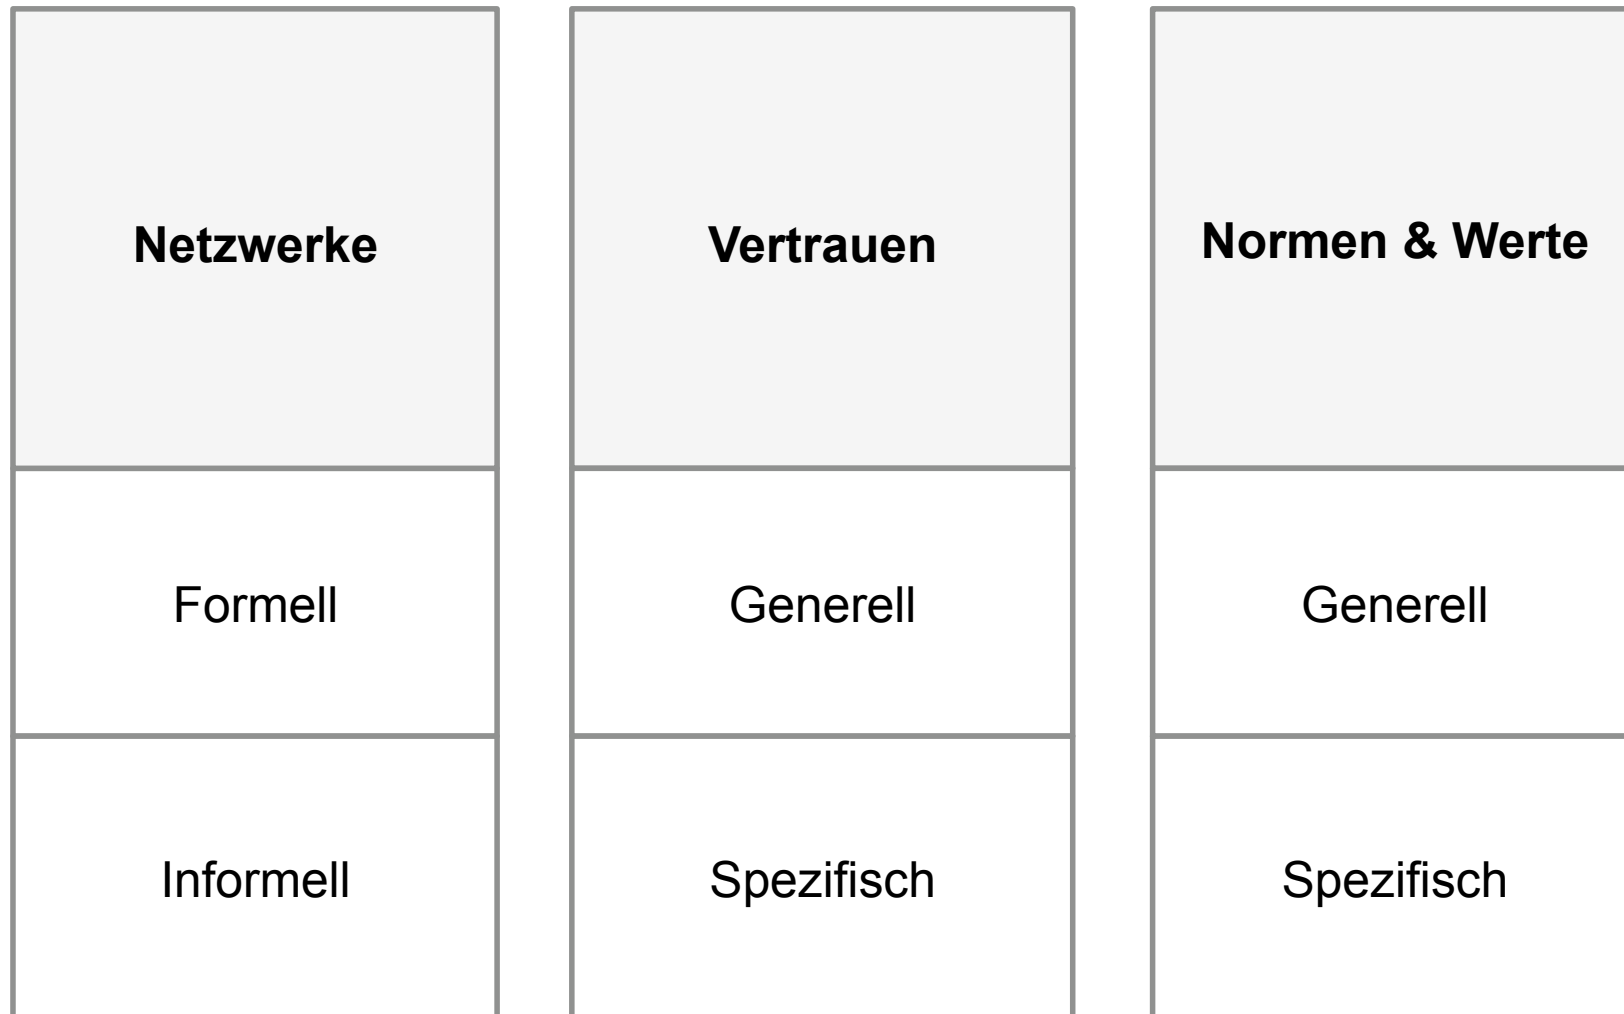 Netzwerke
Vertrauen
Normen & Werte
Formell
Generell
Generell
Informell
Spezifisch
Spezifisch